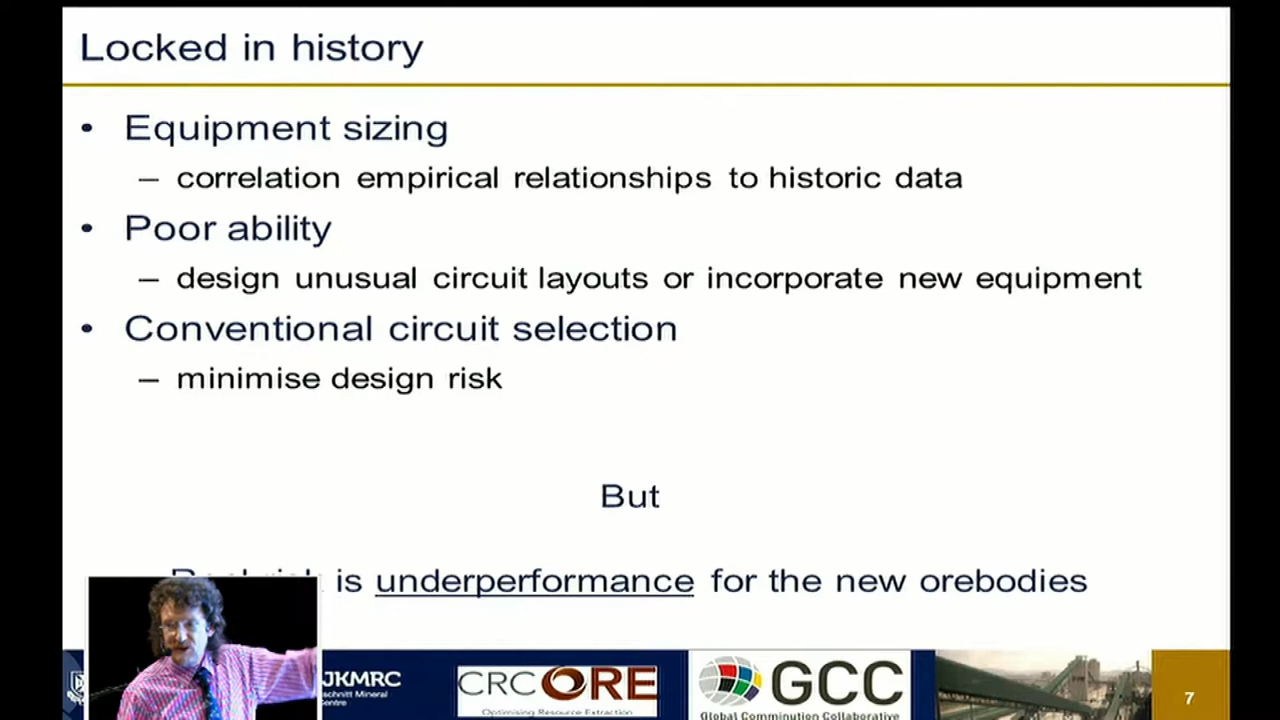 Locked in history
• Equipment sizing
– correlation empirical relationships to historic data
• Poor ability
– design unusual circuit layouts or incorporate new equipment
• Conventional circuit selection
– minimise design risk
But
is underperformance for the new orebodies
JKMRC
CRC ORE
Optimising Resource Extraction
GCC
Global Comminution Collaborative
7